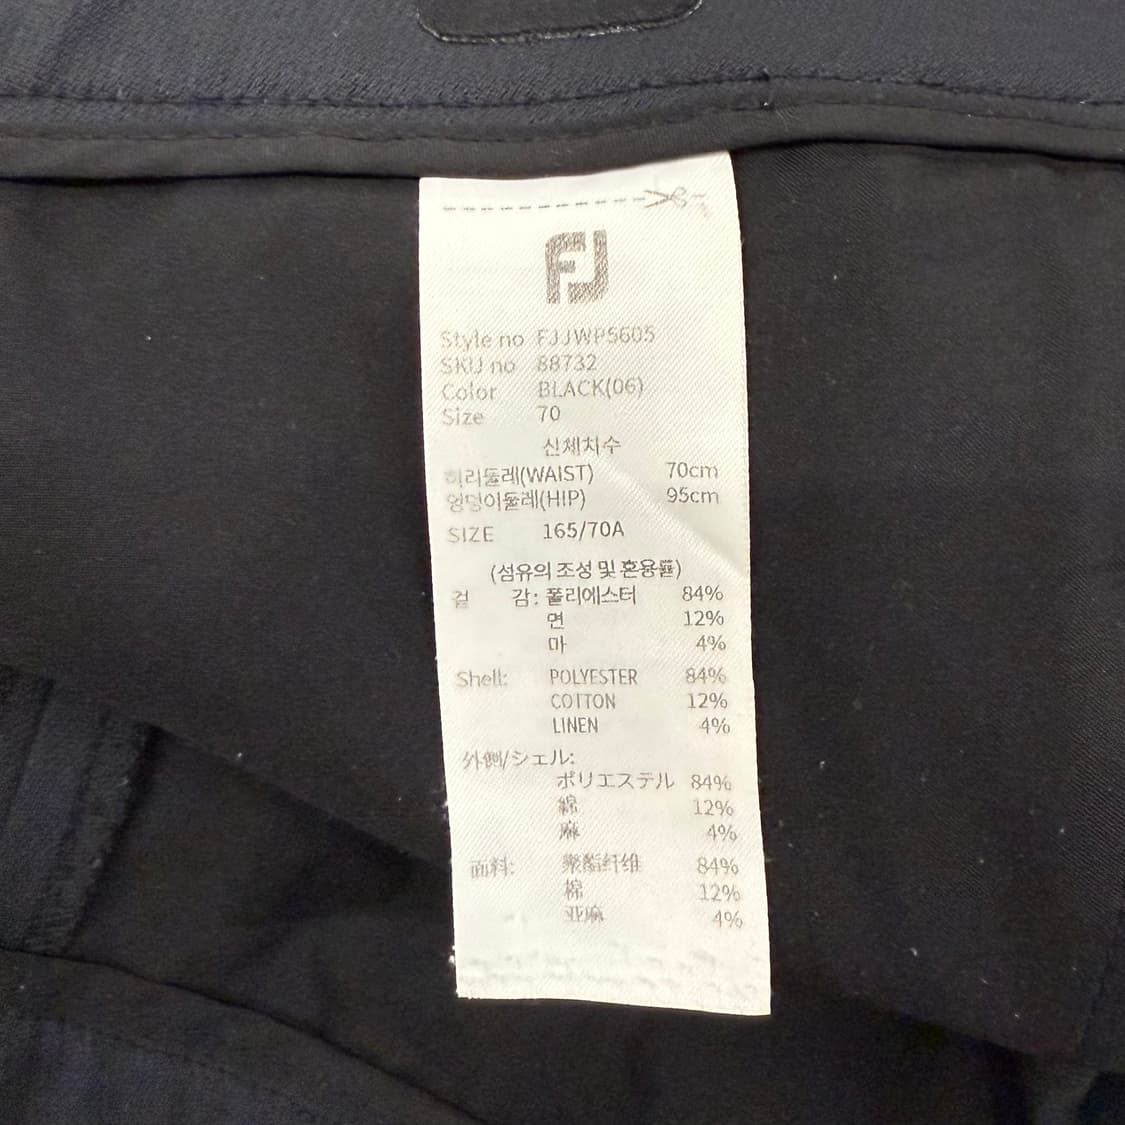 FJ
Style no FJJWP5605
SKU no 88732
Color BLACK(06)
Size 70
신체치수
허리둘레(WAIST) 70cm
엉덩이둘레(HIP) 95cm
SIZE 165/70A
(섬유의 조성 및 혼용률)
겉 감: 폴리에스터 84%
면 12%
마 4%
Shell: POLYESTER 84%
COTTON 12%
LINEN 4%
外側/シェル:
ポリエステル 84%
綿 12%
麻 4%
面料: 聚酯纤维 84%
棉 12%
亚麻 4%